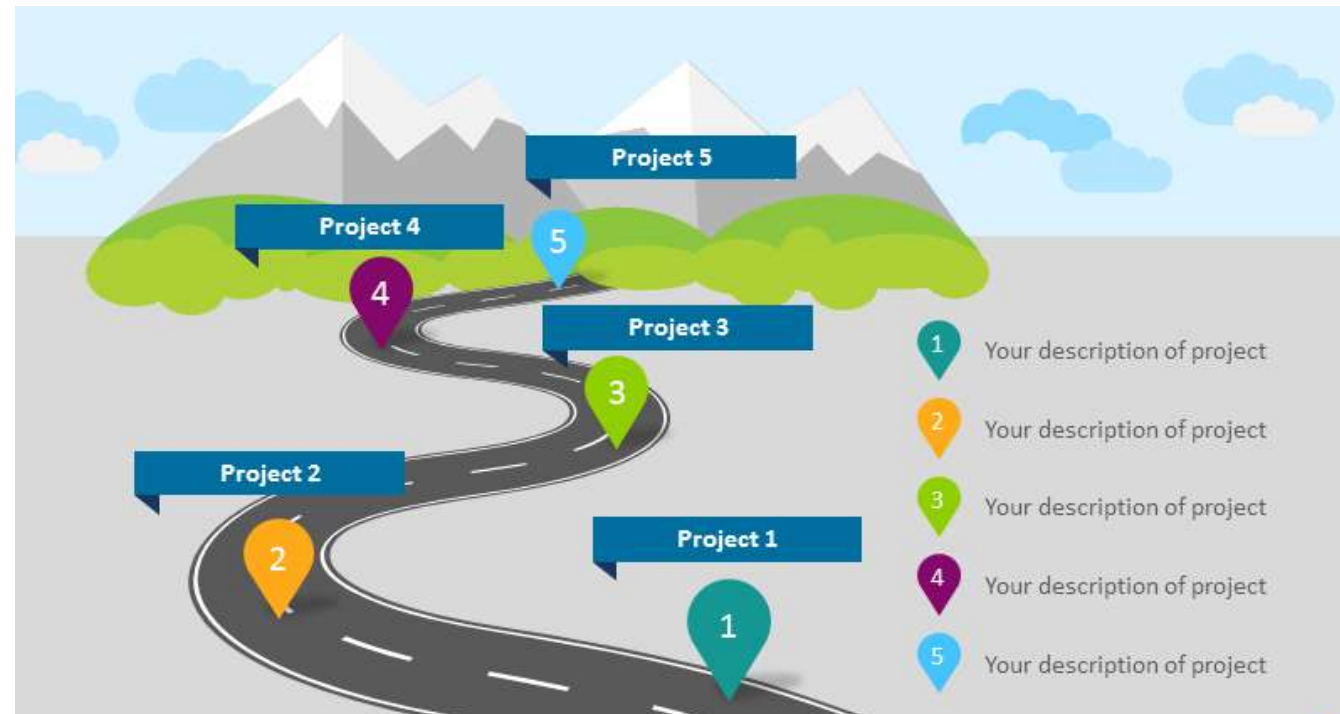 Project 5
5
Project 4
4
Project 3
3
Project 2
2
Project 1
1
1 Your description of project
2 Your description of project
3 Your description of project
4 Your description of project
5 Your description of project